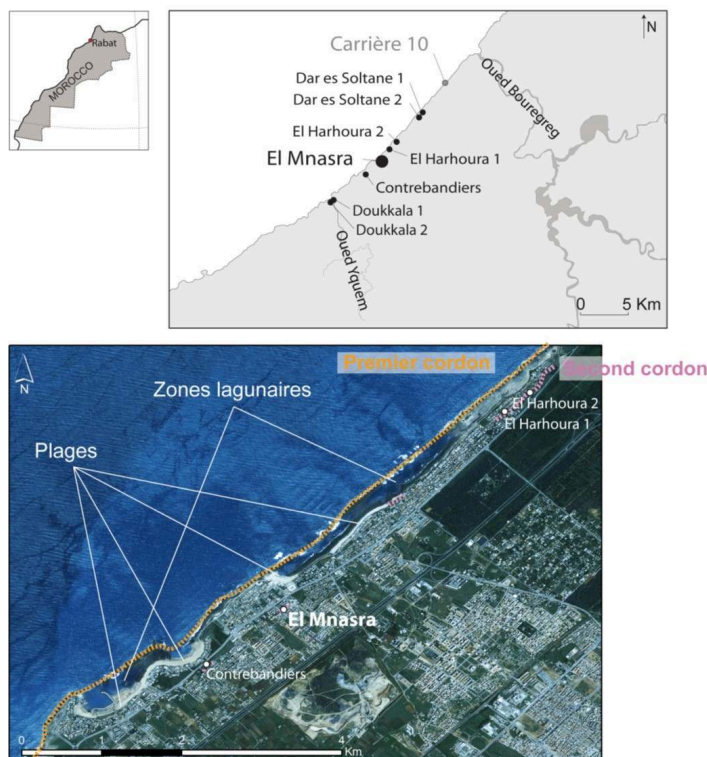 Rabat
MOROCCO
N
Carrière 10
Dar es Soltane 1
Dar es Soltane 2
El Harhoura 2
El Mnasra
El Harhoura 1
Contrebandiers
Doukkala 1
Doukkala 2
Oued Bouregreg
Oued Yquem
0 5 Km
N
Premier cordon
Second cordon
Zones lagunaires
El Harhoura 2
El Harhoura 1
Plages
El Mnasra
Contrebandiers
0 1 2 4
Km